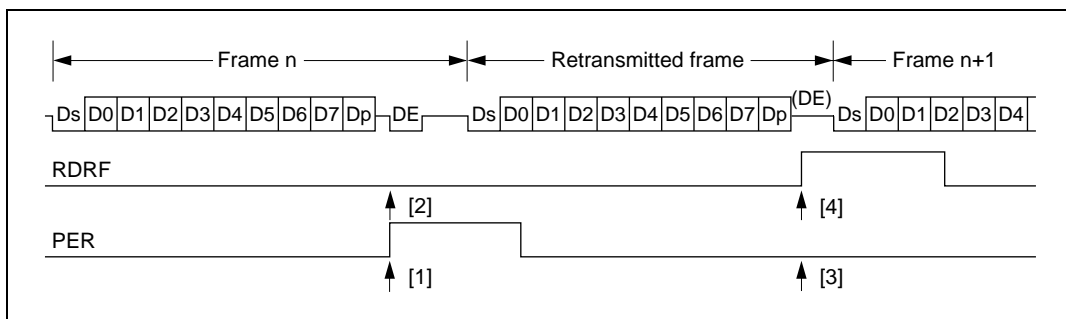 Frame n Retransmitted frame Frame n+1
(DE)
Ds D0 D1 D2 D3 D4 D5 D6 D7 Dp DE Ds D0 D1 D2 D3 D4 D5 D6 D7 Dp Ds D0 D1 D2 D3 D4
RDRF
[2] [4]
PER
[1] [3]